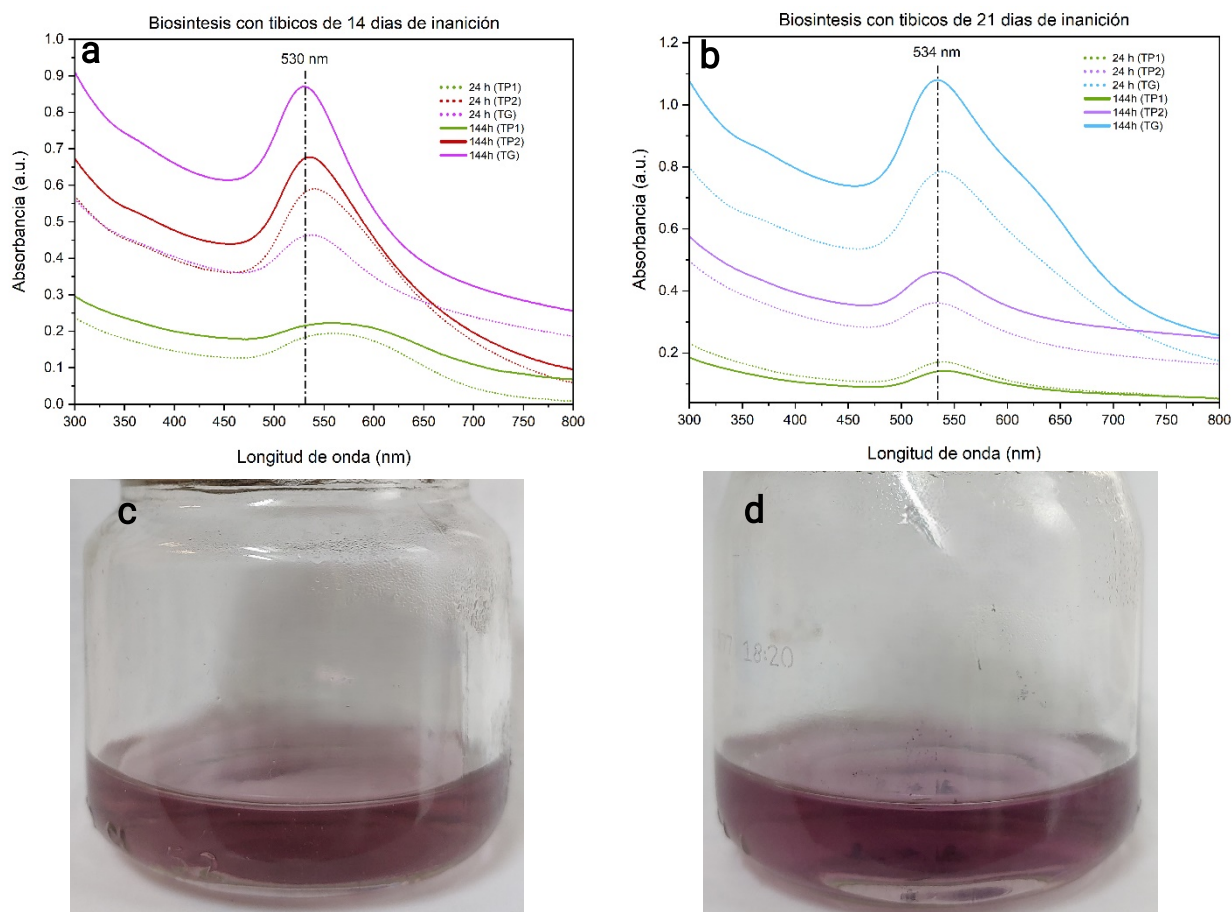 Biosintesis con tibicos de 14 dias de inanición
a
530 nm
24 h (TP1)
24 h (TP2)
24 h (TG)
144h (TP1)
144h (TP2)
144h (TG)
Absorbancia (a.u.)
1.0
0.9
0.8
0.7
0.6
0.5
0.4
0.3
0.2
0.1
0.0
300 350 400 450 500 550 600 650 700 750 800
Longitud de onda (nm)
Biosintesis con tibicos de 21 dias de inanición
b
534 nm
24 h (TP1)
24 h (TP2)
24 h (TG)
144h (TP1)
144h (TP2)
144h (TG)
Absorbancia (a.u.)
1.2
1.0
0.8
0.6
0.4
0.2
300 350 400 450 500 550 600 650 700 750 800
Longitud de onda (nm)
c
d
18:20